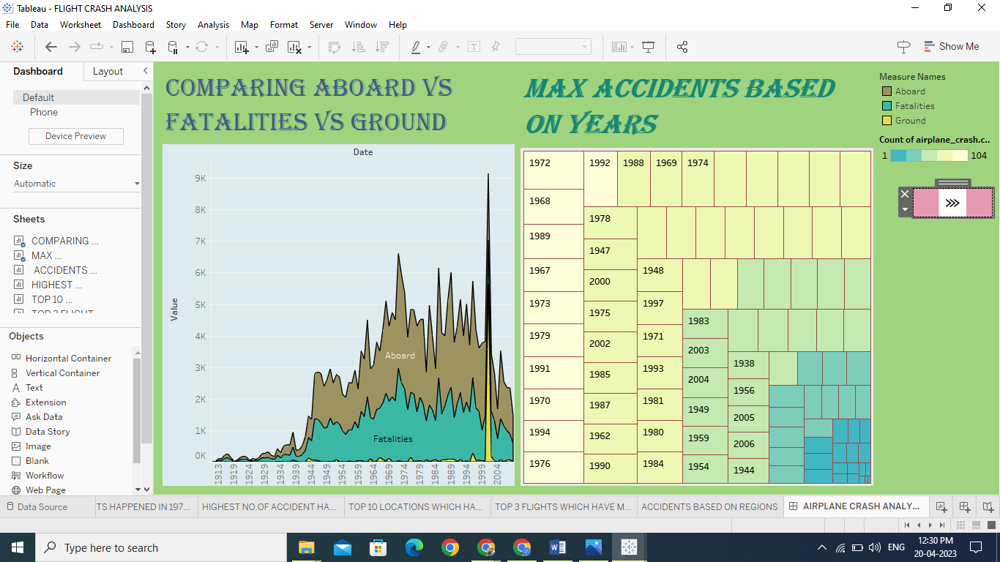 Tableau - FLIGHT CRASH ANALYSIS
File Data Worksheet Dashboard Story Analysis Map Format Server Window Help
Show Me
Dashboard Layout
Default
Phone
Device Preview
Size
Automatic
Sheets
COMPARING ...
MAX ...
ACCIDENTS ...
HIGHEST ...
TOP 10 ...
TOP 3 FLIGHT
Objects
Horizontal Container
Vertical Container
Text
Extension
Ask Data
Data Story
Image
Blank
Workflow
Web Page
COMPARING ABOARD VS
FATALITIES VS GROUND
Date
Value
9K
8K
7K
6K
5K
4K
3K
2K
1K
0K
Aboard
Fatalities
1913 1919 1924 1929 1934 1939 1944 1949 1954 1959 1964 1969 1974 1979 1984 1989 1994 1999 2004
MAX ACCIDENTS BASED
ON YEARS
1972
1968
1989
1967
1973
1979
1991
1970
1994
1976
1992 1988 1969 1974
1978
1947
2000
1975
2002
1985
1987
1962
1990
1948
1997
1971
1993
1981
1980
1984
1983
2003
2004
1949
1959
1954
1938
1956
2005
2006
1944
Measure Names
Aboard
Fatalities
Ground
Count of airplane_crash.c..
1 104
Data Source TS HAPPENED IN 197... HIGHEST NO.OF ACCIDENT HA... TOP 10 LOCATIONS WHICH HA... TOP 3 FLIGHTS WHICH HAVE M... ACCIDENTS BASED ON REGIONS AIRPLANE CRASH ANALY...
Type here to search
ENG
12:30 PM
20-04-2023